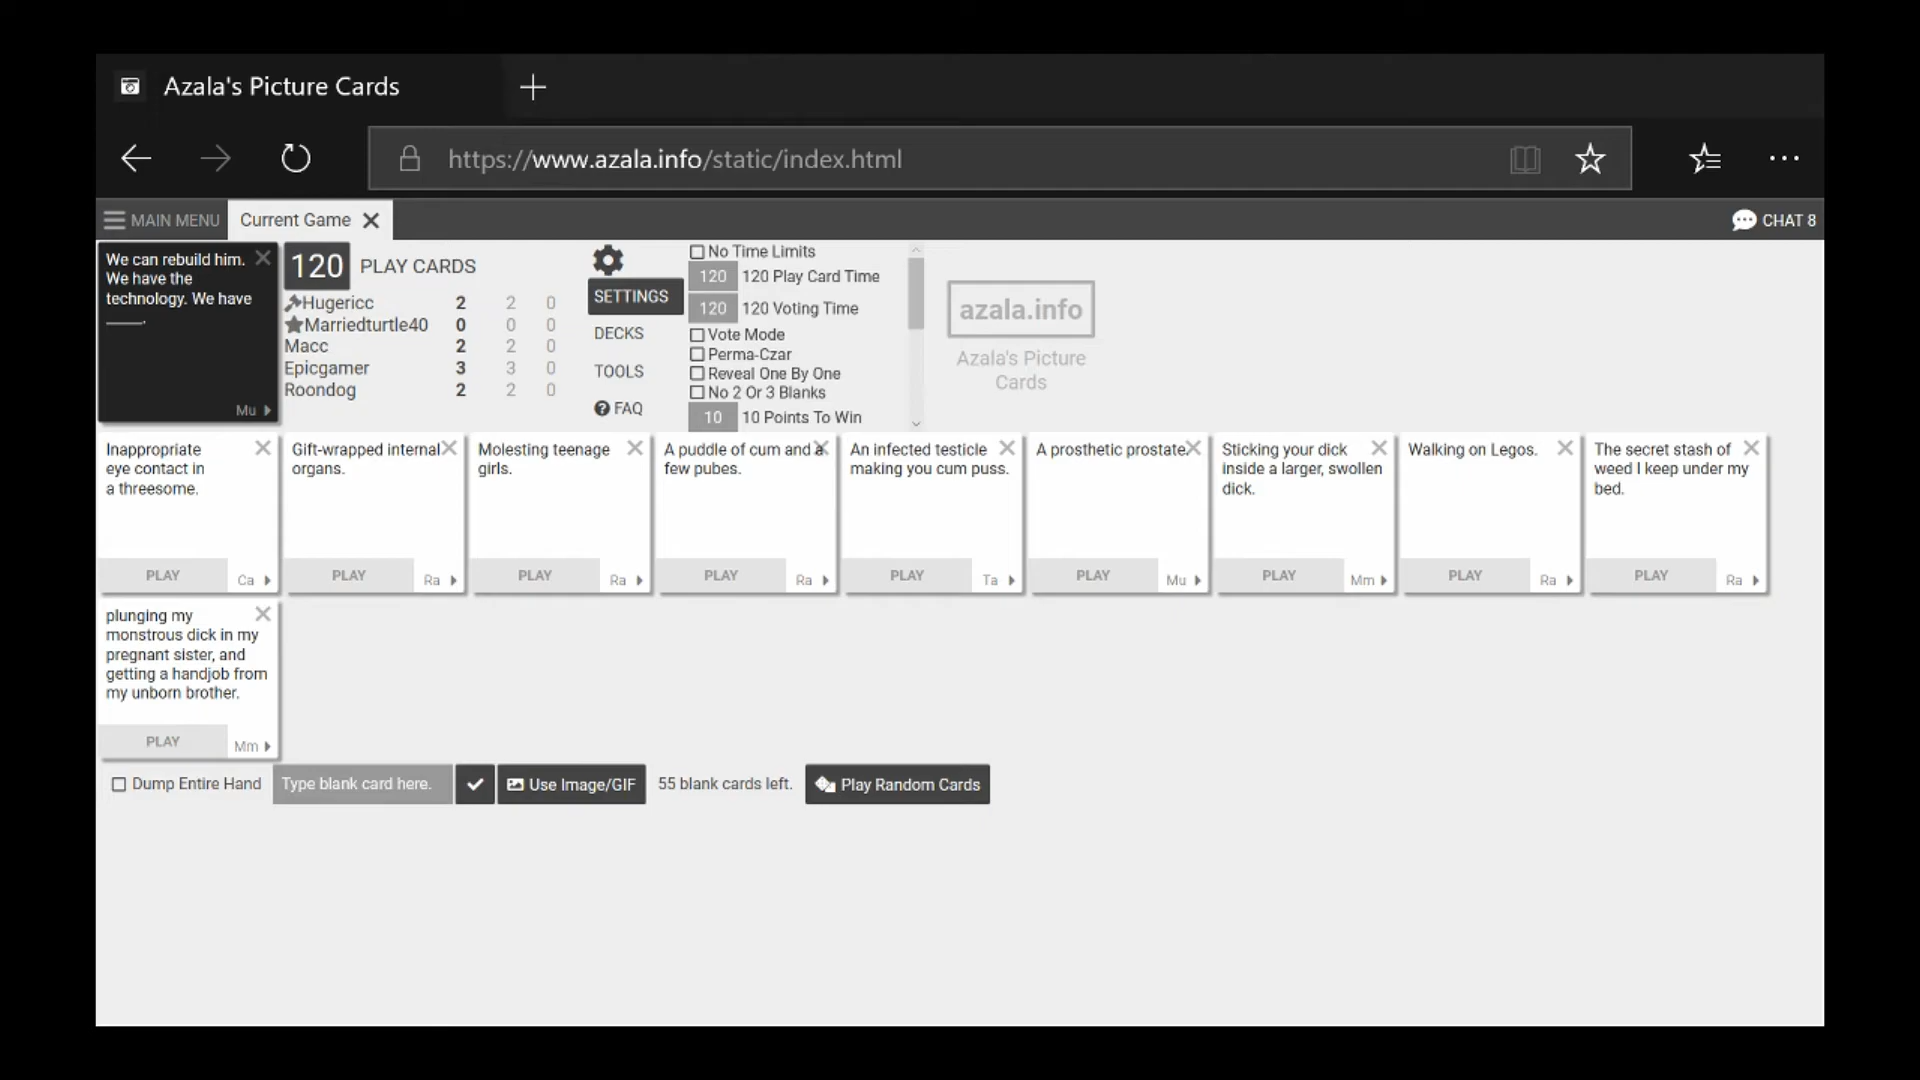 Azala's Picture Cards
https://www.azala.info/static/index.html
MAIN MENU
Current Game
CHAT 8
We can rebuild him.
We have the
technology. We have
____.
Mu
120 PLAY CARDS
Hugericc 2 2 0
Marriedturtle40 0 0 0
Macc 2 2 0
Epicgamer 3 3 0
Roondog 2 2 0
SETTINGS
DECKS
TOOLS
FAQ
No Time Limits
120 120 Play Card Time
120 120 Voting Time
Vote Mode
Perma-Czar
Reveal One By One
No 2 Or 3 Blanks
10 10 Points To Win
azala.info
Azala's Picture
Cards
Inappropriate
eye contact in
a threesome.
PLAY Ca
Gift-wrapped internal
organs.
PLAY Ra
Molesting teenage
girls.
PLAY Ra
A puddle of cum and a
few pubes.
PLAY Ra
An infected testicle
making you cum puss.
PLAY Ta
A prosthetic prostate.
PLAY Mu
Sticking your dick
inside a larger, swollen
dick.
PLAY Mm
Walking on Legos.
PLAY Ra
The secret stash of
weed I keep under my
bed.
PLAY Ra
plunging my
monstrous dick in my
pregnant sister, and
getting a handjob from
my unborn brother.
PLAY Mm
Dump Entire Hand
Type blank card here.
Use Image/GIF
55 blank cards left.
Play Random Cards